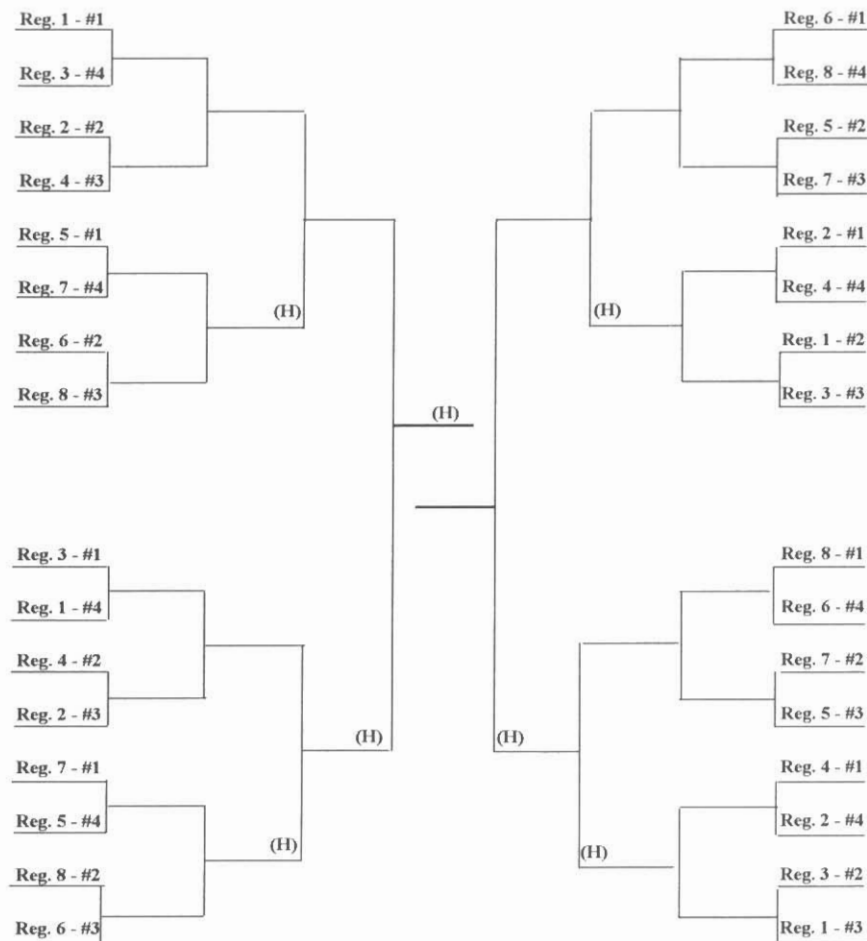 Reg. 1 - #1
Reg. 3 - #4
Reg. 2 - #2
Reg. 4 - #3
Reg. 5 - #1
Reg. 7 - #4
(H)
Reg. 6 - #2
Reg. 8 - #3
(H)
Reg. 3 - #1
Reg. 1 - #4
Reg. 4 - #2
Reg. 2 - #3
(H)
Reg. 7 - #1
Reg. 5 - #4
(H)
Reg. 8 - #2
Reg. 6 - #3
Reg. 6 - #1
Reg. 8 - #4
Reg. 5 - #2
Reg. 7 - #3
Reg. 2 - #1
Reg. 4 - #4
(H)
Reg. 1 - #2
Reg. 3 - #3
Reg. 8 - #1
Reg. 6 - #4
Reg. 7 - #2
Reg. 5 - #3
(H)
Reg. 4 - #1
Reg. 2 - #4
(H)
Reg. 3 - #2
Reg. 1 - #3